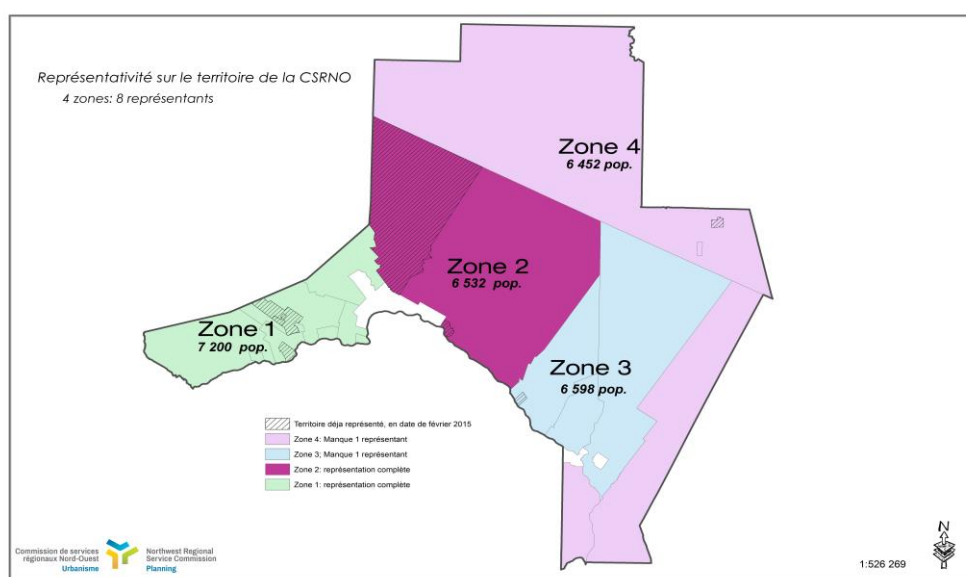 Représentativité sur le territoire de la CSRNO
4 zones: 8 représentants
Zone 4
6 452 pop.
Zone 2
6 532 pop.
Zone 1
7 200 pop.
Zone 3
6 598 pop.
Territoire déja représenté, en date de février 2015
Zone 4: Manque 1 représentant
Zone 3; Manque 1 représentant
Zone 2: représentation complète
Zone 1: représentation complète
Commission de services
régionaux Nord-Ouest
Urbanisme
Northwest Regional
Service Commission
Planning
1:526 269
N